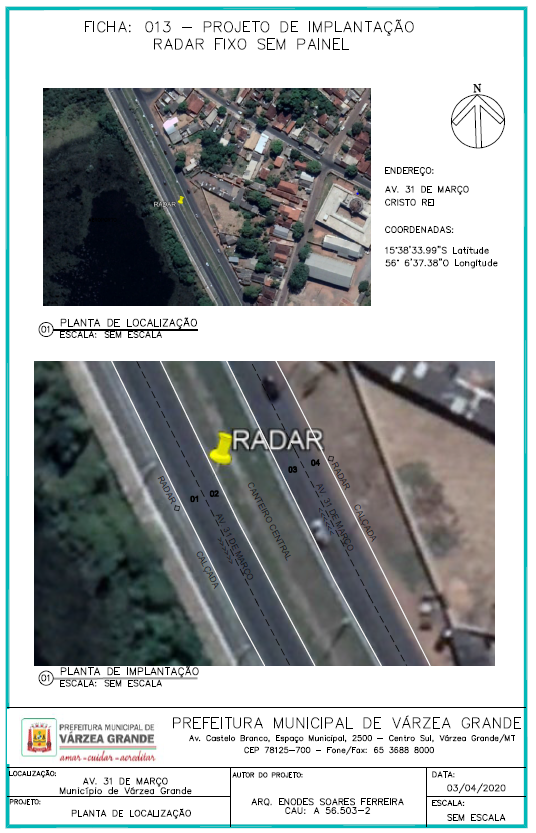 FICHA: 013 – PROJETO DE IMPLANTAÇÃO
RADAR FIXO SEM PAINEL
N
RADAR
ENDEREÇO:
AV. 31 DE MARÇO
CRISTO REI
COORDENADAS:
15°38'33.99"S Latitude
56° 6'37.38"O Longitude
01 PLANTA DE LOCALIZAÇÃO
ESCALA: SEM ESCALA
RADAR
RADAR
01
02
03
04
RADAR
AV. 31 DE MARÇO
CANTEIRO CENTRAL
AV. 31 DE MARÇO
CALÇADA
CALÇADA
01 PLANTA DE IMPLANTAÇÃO
ESCALA: SEM ESCALA
PREFEITURA MUNICIPAL DE
VÁRZEA GRANDE
amar - cuidar - acreditar
PREFEITURA MUNICIPAL DE VÁRZEA GRANDE
Av. Castelo Branco, Espaço Municipal, 2500 – Centro Sul, Várzea Grande/MT
CEP 78125-700 – Fone/Fax: 65 3688 8000
LOCALIZAÇÃO:
AV. 31 DE MARÇO
Município de Várzea Grande
PROJETO:
PLANTA DE LOCALIZAÇÃO
AUTOR DO PROJETO:
ARQ. ENODES SOARES FERREIRA
CAU: A 56.503-2
DATA:
03/04/2020
ESCALA:
SEM ESCALA